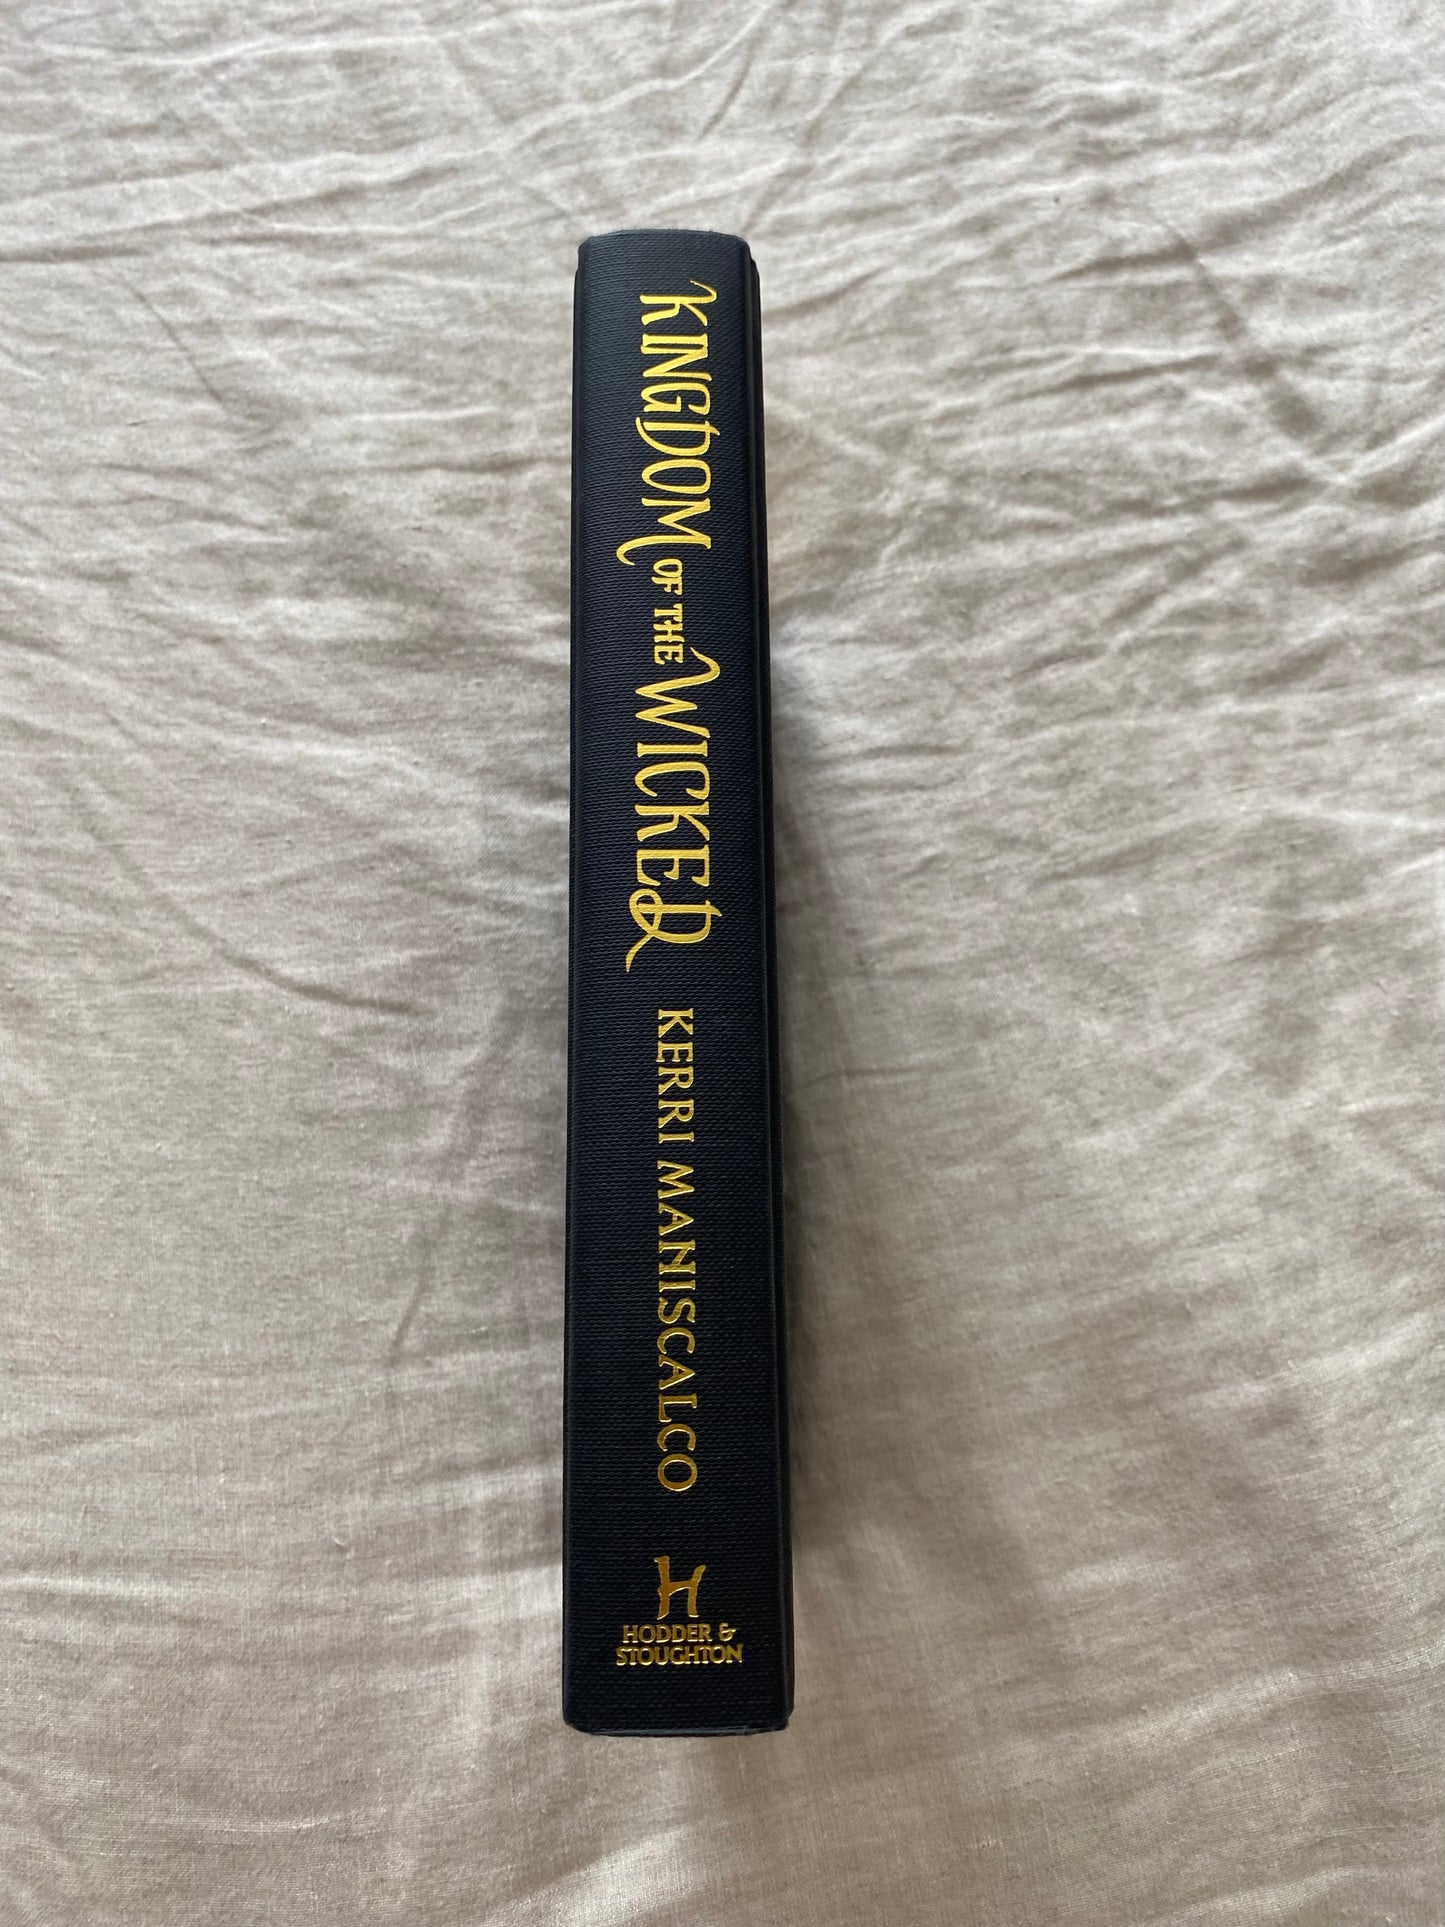 KINGDOM OF THE WICKED
KERRI MANISCALCO
H
HODDER &
STOUGHTON